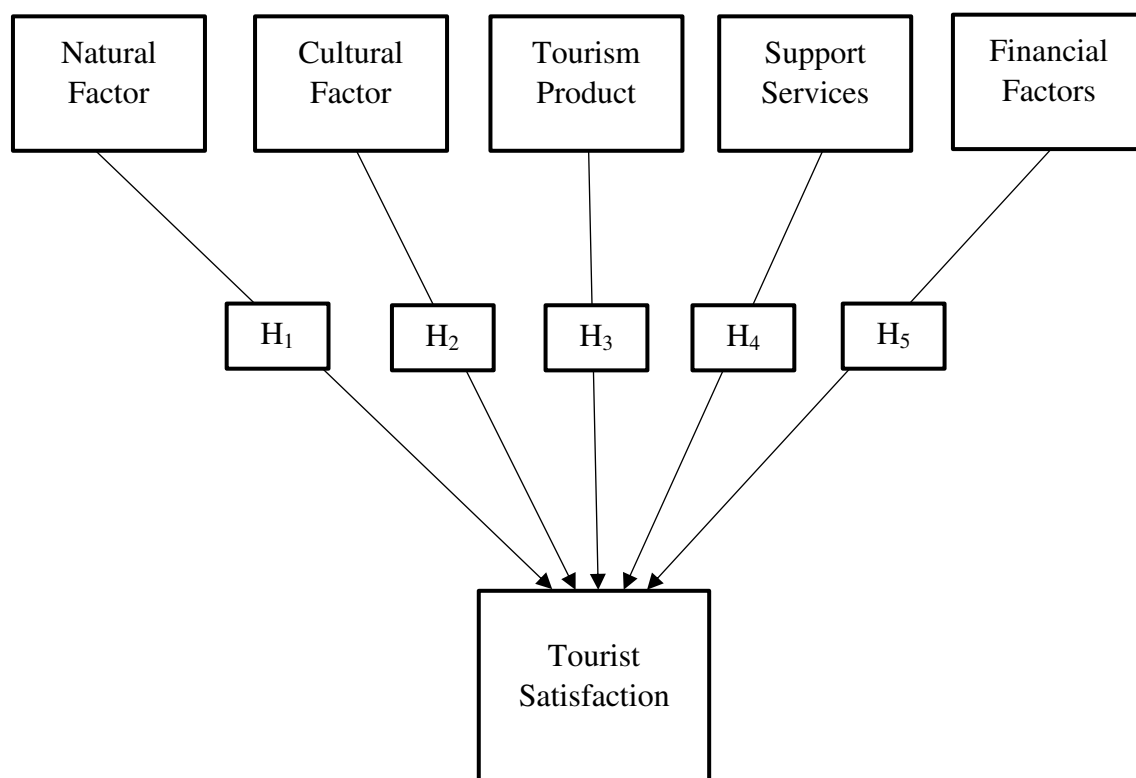 Natural
Factor
Cultural
Factor
Tourism
Product
Support
Services
Financial
Factors
H₁
H₂
H₃
H₄
H₅
Tourist
Satisfaction